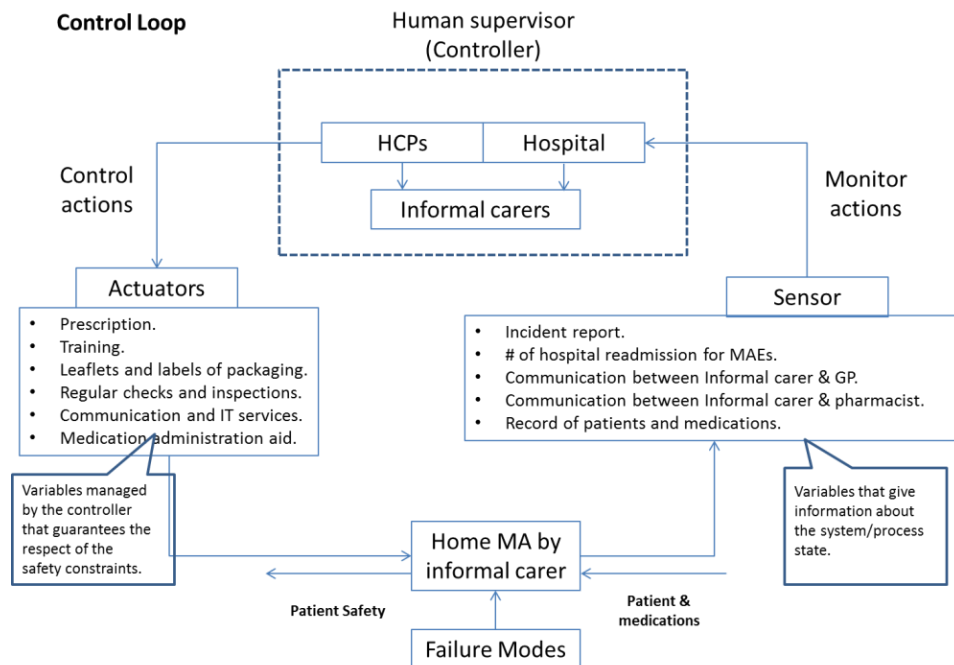 Control Loop
Human supervisor
(Controller)
HCPs
Hospital
Informal carers
Control
actions
Monitor
actions
Actuators
• Prescription.
• Training.
• Leaflets and labels of packaging.
• Regular checks and inspections.
• Communication and IT services.
• Medication administration aid.
Sensor
• Incident report.
• # of hospital readmission for MAEs.
• Communication between Informal carer & GP.
• Communication between Informal carer & pharmacist.
• Record of patients and medications.
Variables managed
by the controller
that guarantees the
respect of the
safety constraints.
Variables that give
information about
the system/process
state.
Home MA by
informal carer
Patient Safety
Patient &
medications
Failure Modes